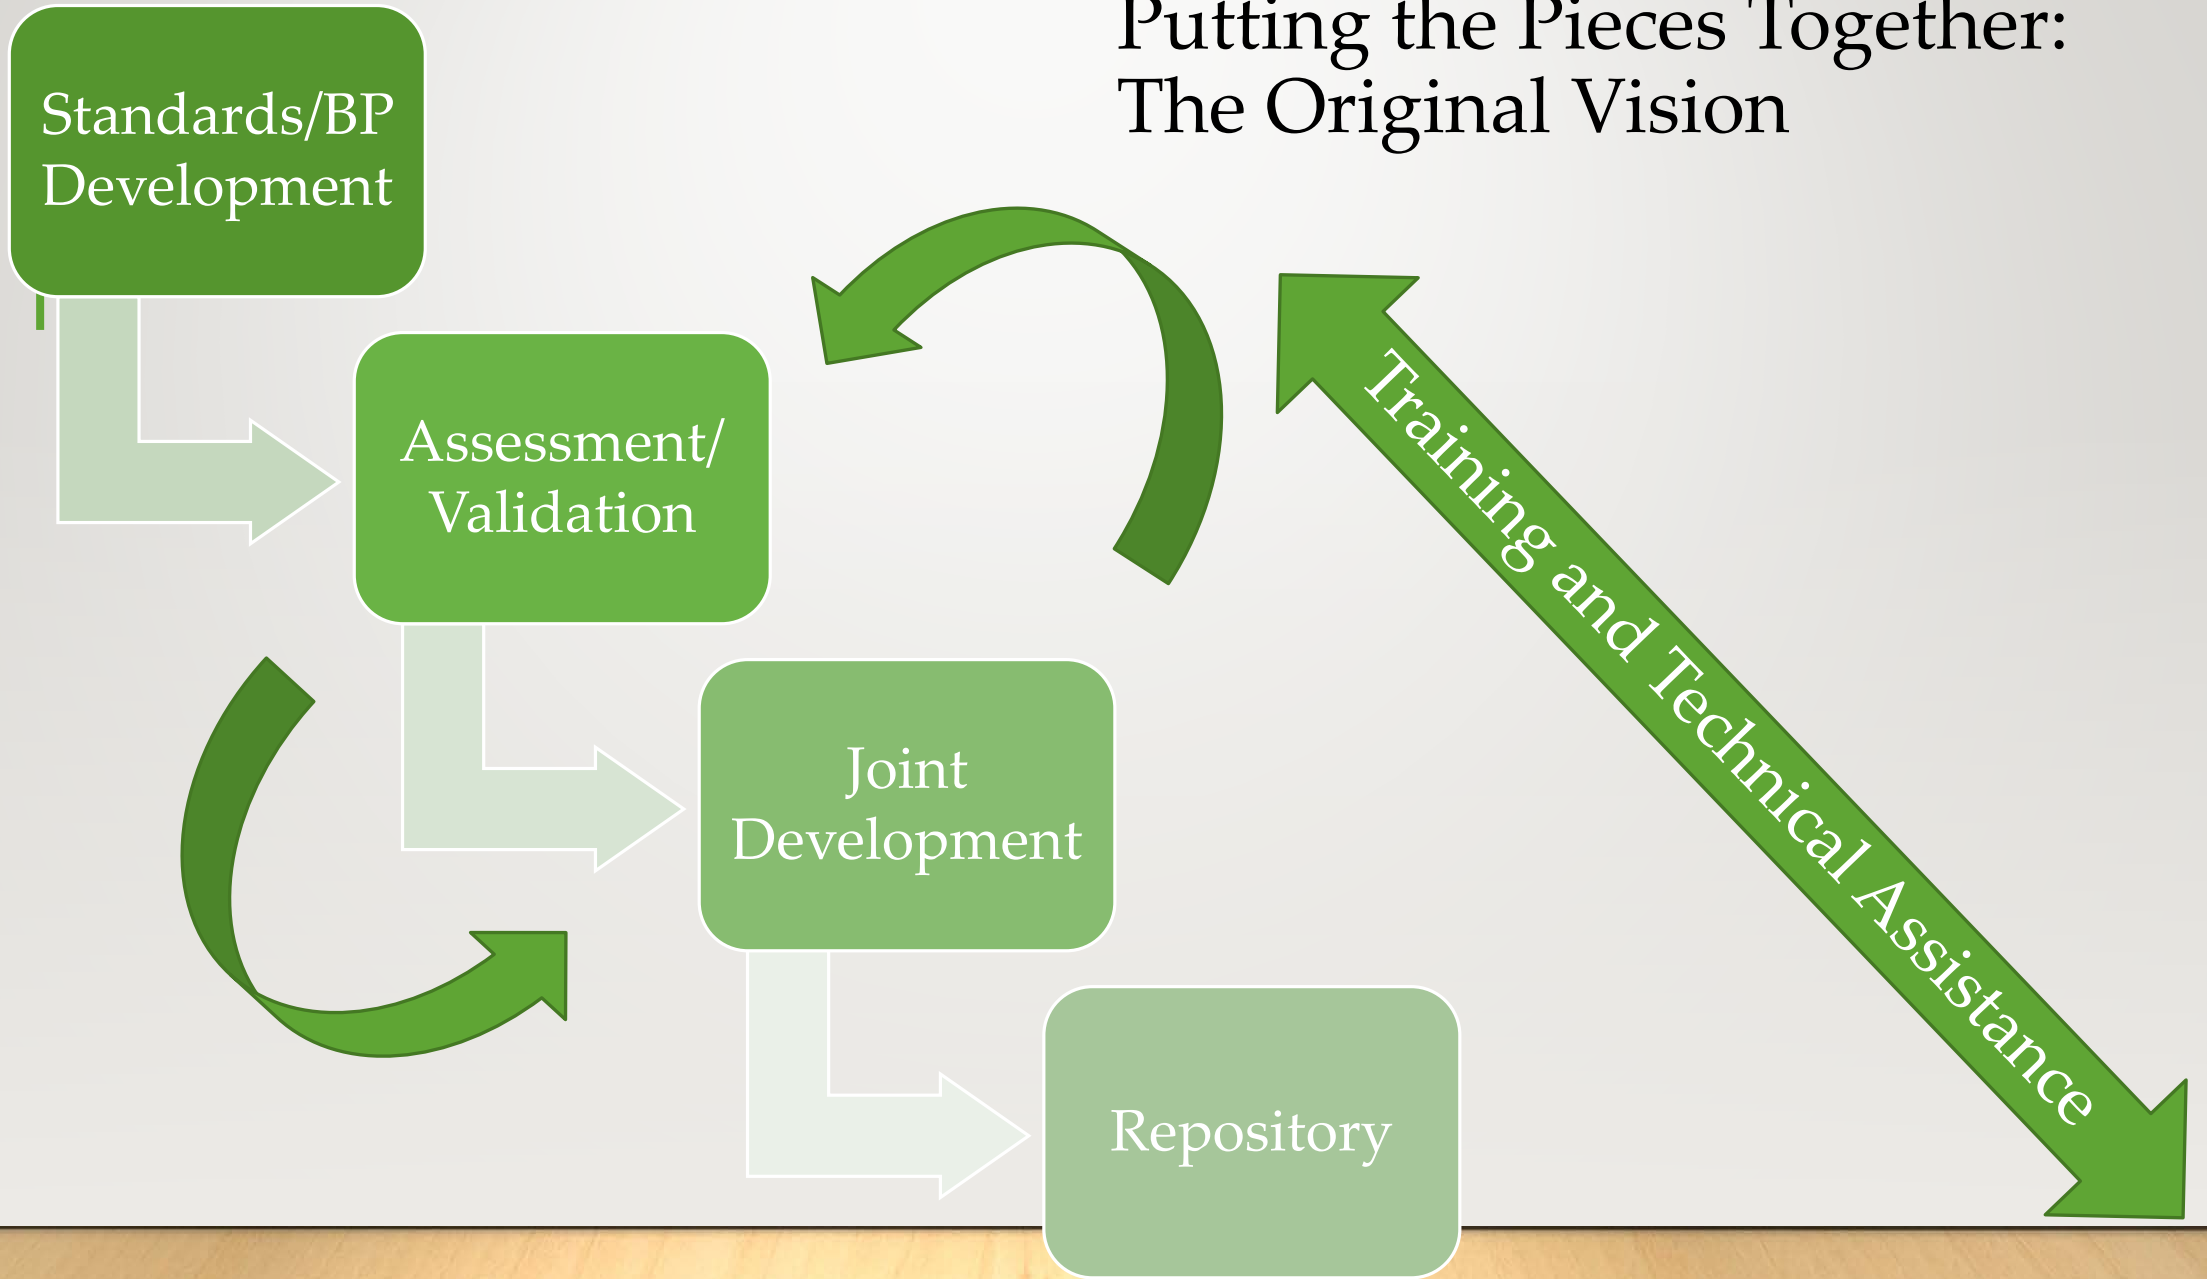 Putting the Pieces Together:
The Original Vision
Standards/BP
Development
Assessment/
Validation
Joint
Development
Repository
Training and Technical Assistance